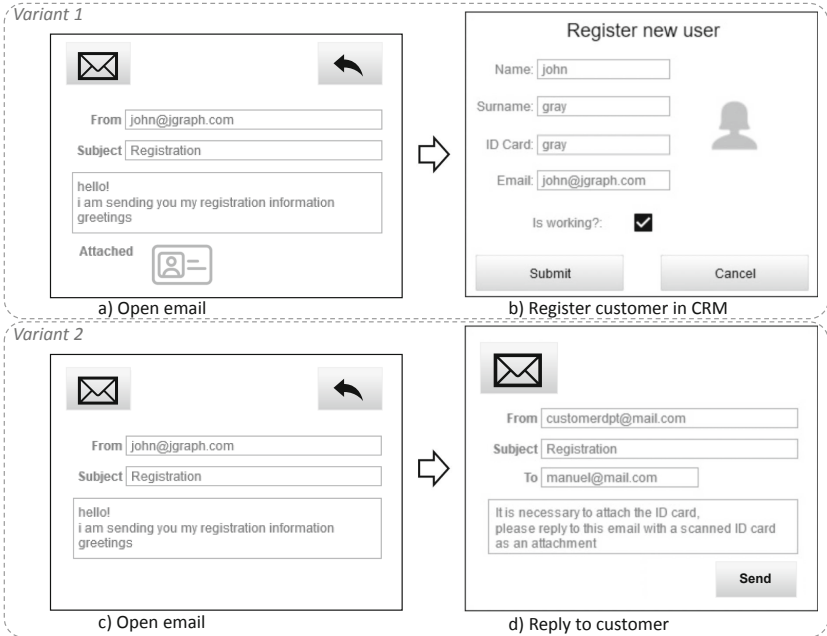 Variant 1
From john@jgraph.com
Subject Registration
hello!
i am sending you my registration information
greetings
Attached
a) Open email
Register new user
Name: john
Surname: gray
ID Card: gray
Email: john@jgraph.com
Is working?:
Submit Cancel
b) Register customer in CRM
Variant 2
From john@jgraph.com
Subject Registration
hello!
i am sending you my registration information
greetings
c) Open email
From customerdpt@mail.com
Subject Registration
To manuel@mail.com
It is necessary to attach the ID card,
please reply to this email with a scanned ID card
as an attachment
Send
d) Reply to customer